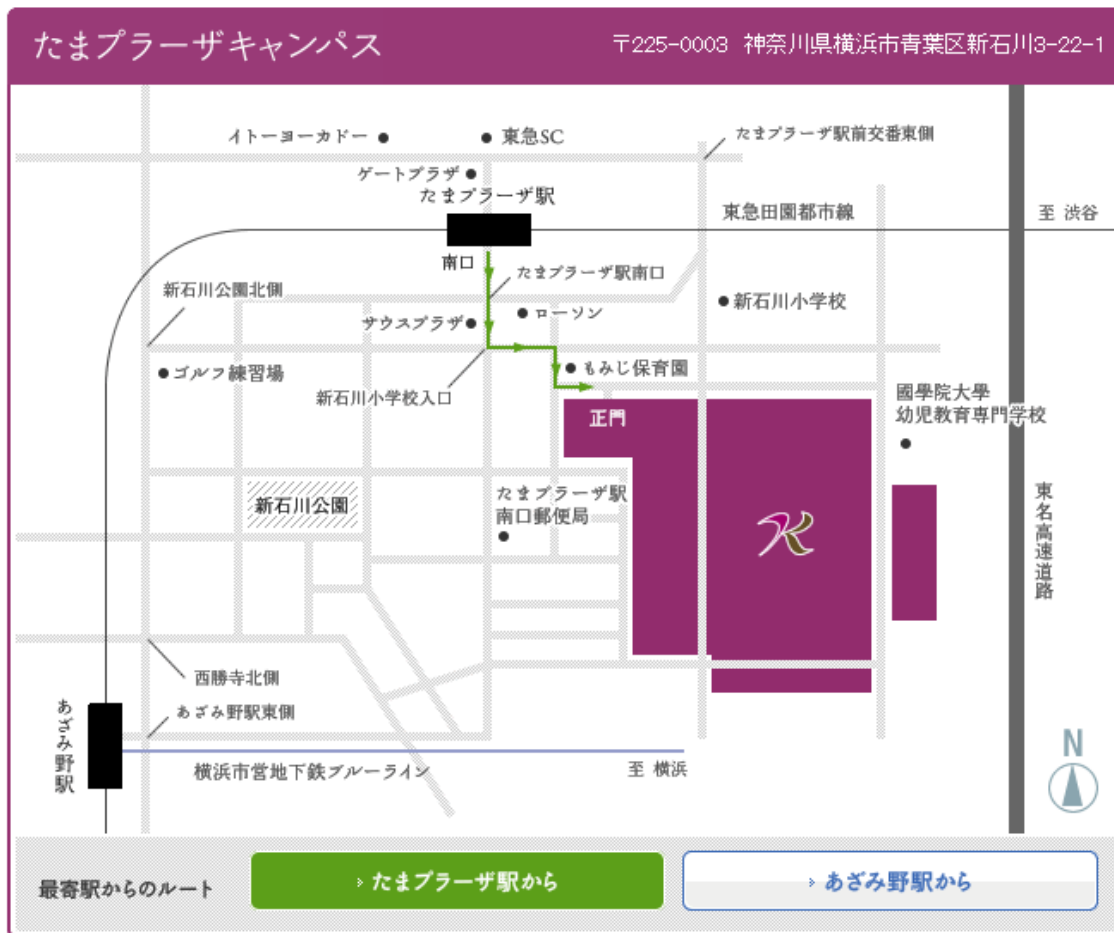 たまプラーザキャンパス
〒225-0003 神奈川県横浜市青葉区新石川3-22-1
イトーヨーカドー
東急SC
たまプラーザ駅前交番東側
ゲートプラザ
たまプラーザ駅
東急田園都市線
至 渋谷
南口
たまプラーザ駅南口
新石川公園北側
新石川小学校
サウスプラザ
ローソン
ゴルフ練習場
もみじ保育園
新石川小学校入口
國學院大學
幼児教育専門学校
正門
新石川公園
たまプラーザ駅
南口郵便局
東名高速道路
K
西勝寺北側
あざみ野駅東側
あざみ野駅
横浜市営地下鉄ブルーライン
至 横浜
N
最寄駅からのルート
たまプラーザ駅から
あざみ野駅から